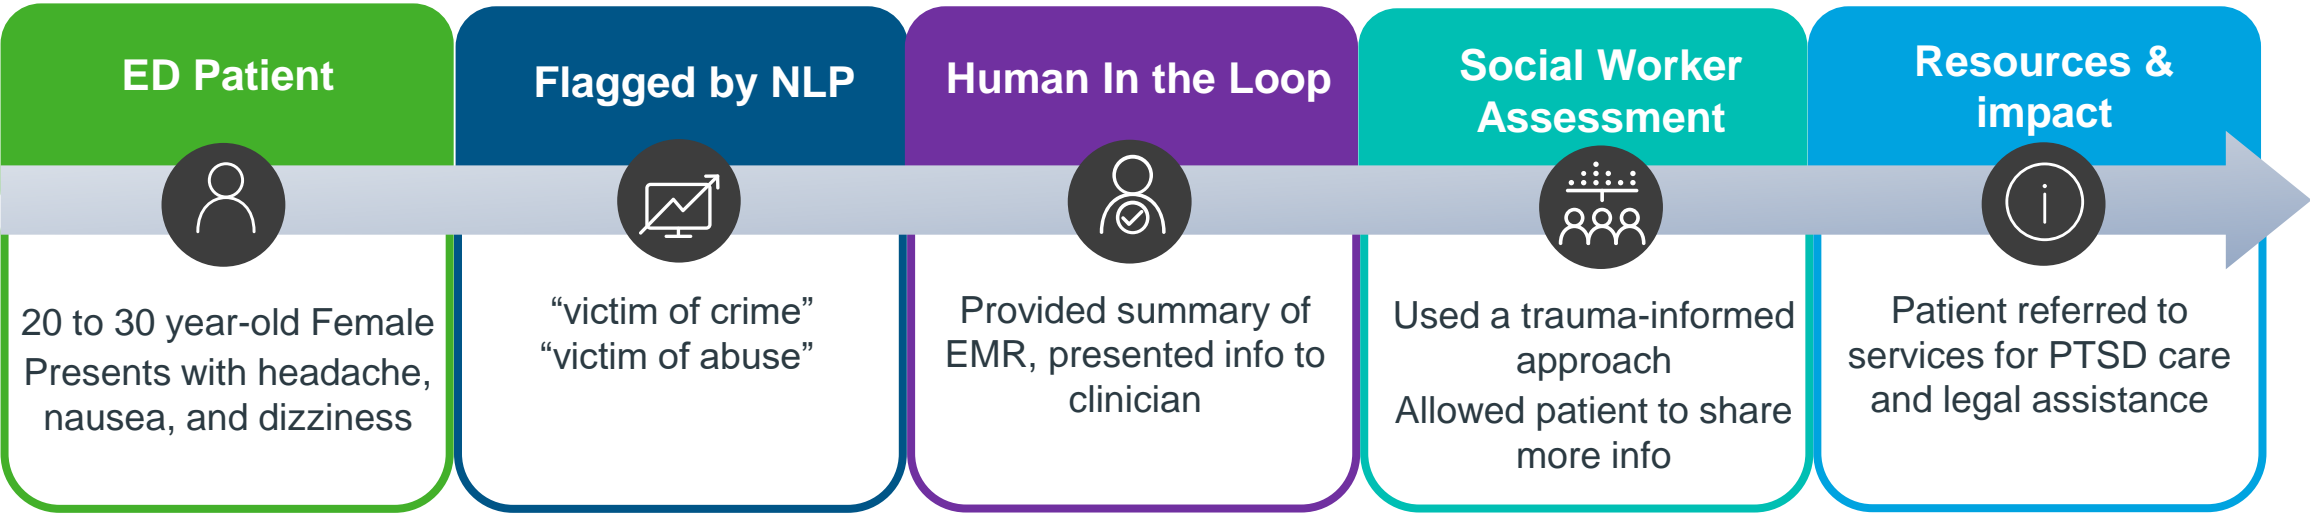 ED Patient
20 to 30 year-old Female
Presents with headache,
nausea, and dizziness
Flagged by NLP
“victim of crime”
“victim of abuse”
Human In the Loop
Provided summary of
EMR, presented info to
clinician
Social Worker
Assessment
Used a trauma-informed
approach
Allowed patient to share
more info
Resources &
impact
Patient referred to
services for PTSD care
and legal assistance